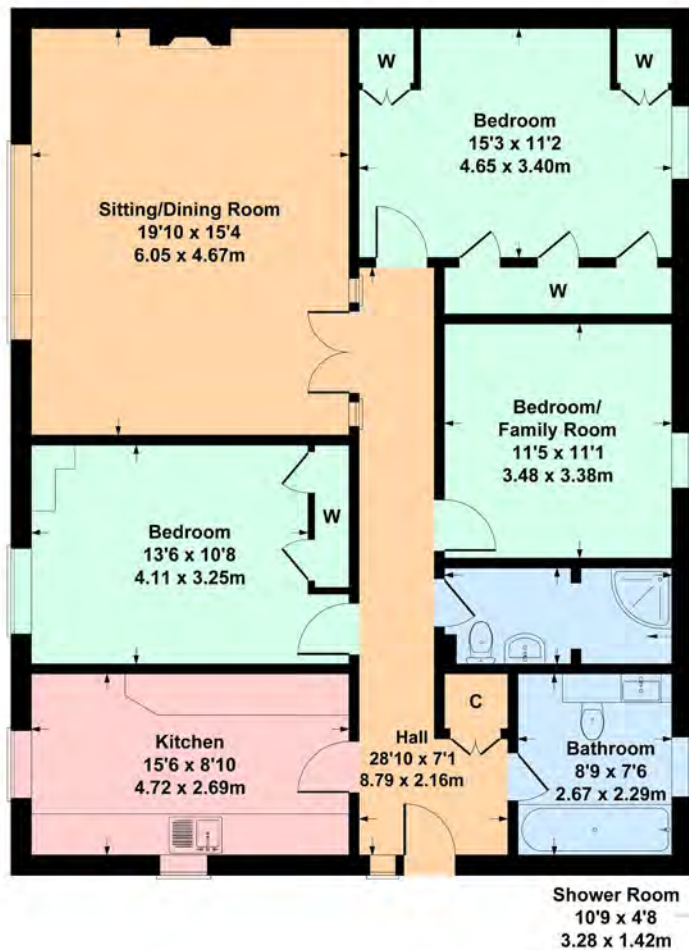 W
W
Bedroom
15'3 x 11'2
4.65 x 3.40m
Sitting/Dining Room
19'10 x 15'4
6.05 x 4.67m
W
Bedroom/
Family Room
11'5 x 11'1
3.48 x 3.38m
Bedroom
13'6 x 10'8
4.11 x 3.25m
W
C
Kitchen
15'6 x 8'10
4.72 x 2.69m
Hall
28'10 x 7'1
8.79 x 2.16m
Bathroom
8'9 x 7'6
2.67 x 2.29m
Shower Room
10'9 x 4'8
3.28 x 1.42m